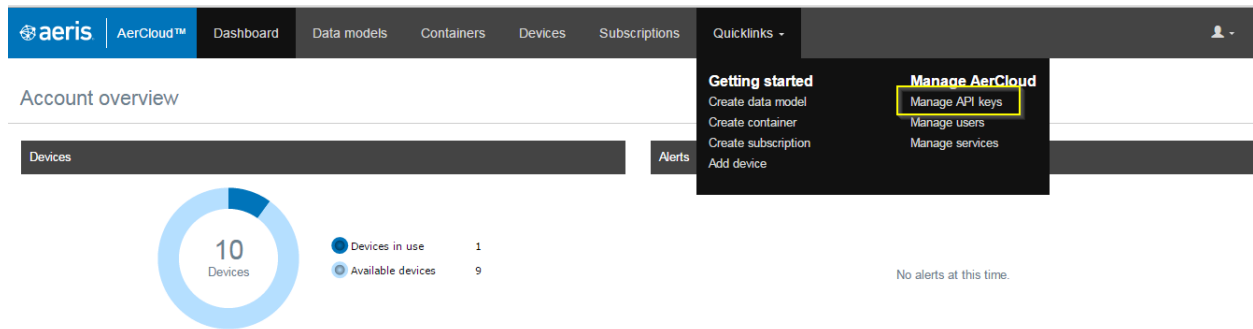 aeris. AerCloud™ Dashboard Data models Containers Devices Subscriptions Quicklinks
Getting started
Create data model
Create container
Create subscription
Add device
Manage AerCloud
Manage API keys
Manage users
Manage services
Account overview
Devices
10
Devices
Devices in use 1
Available devices 9
Alerts
No alerts at this time.